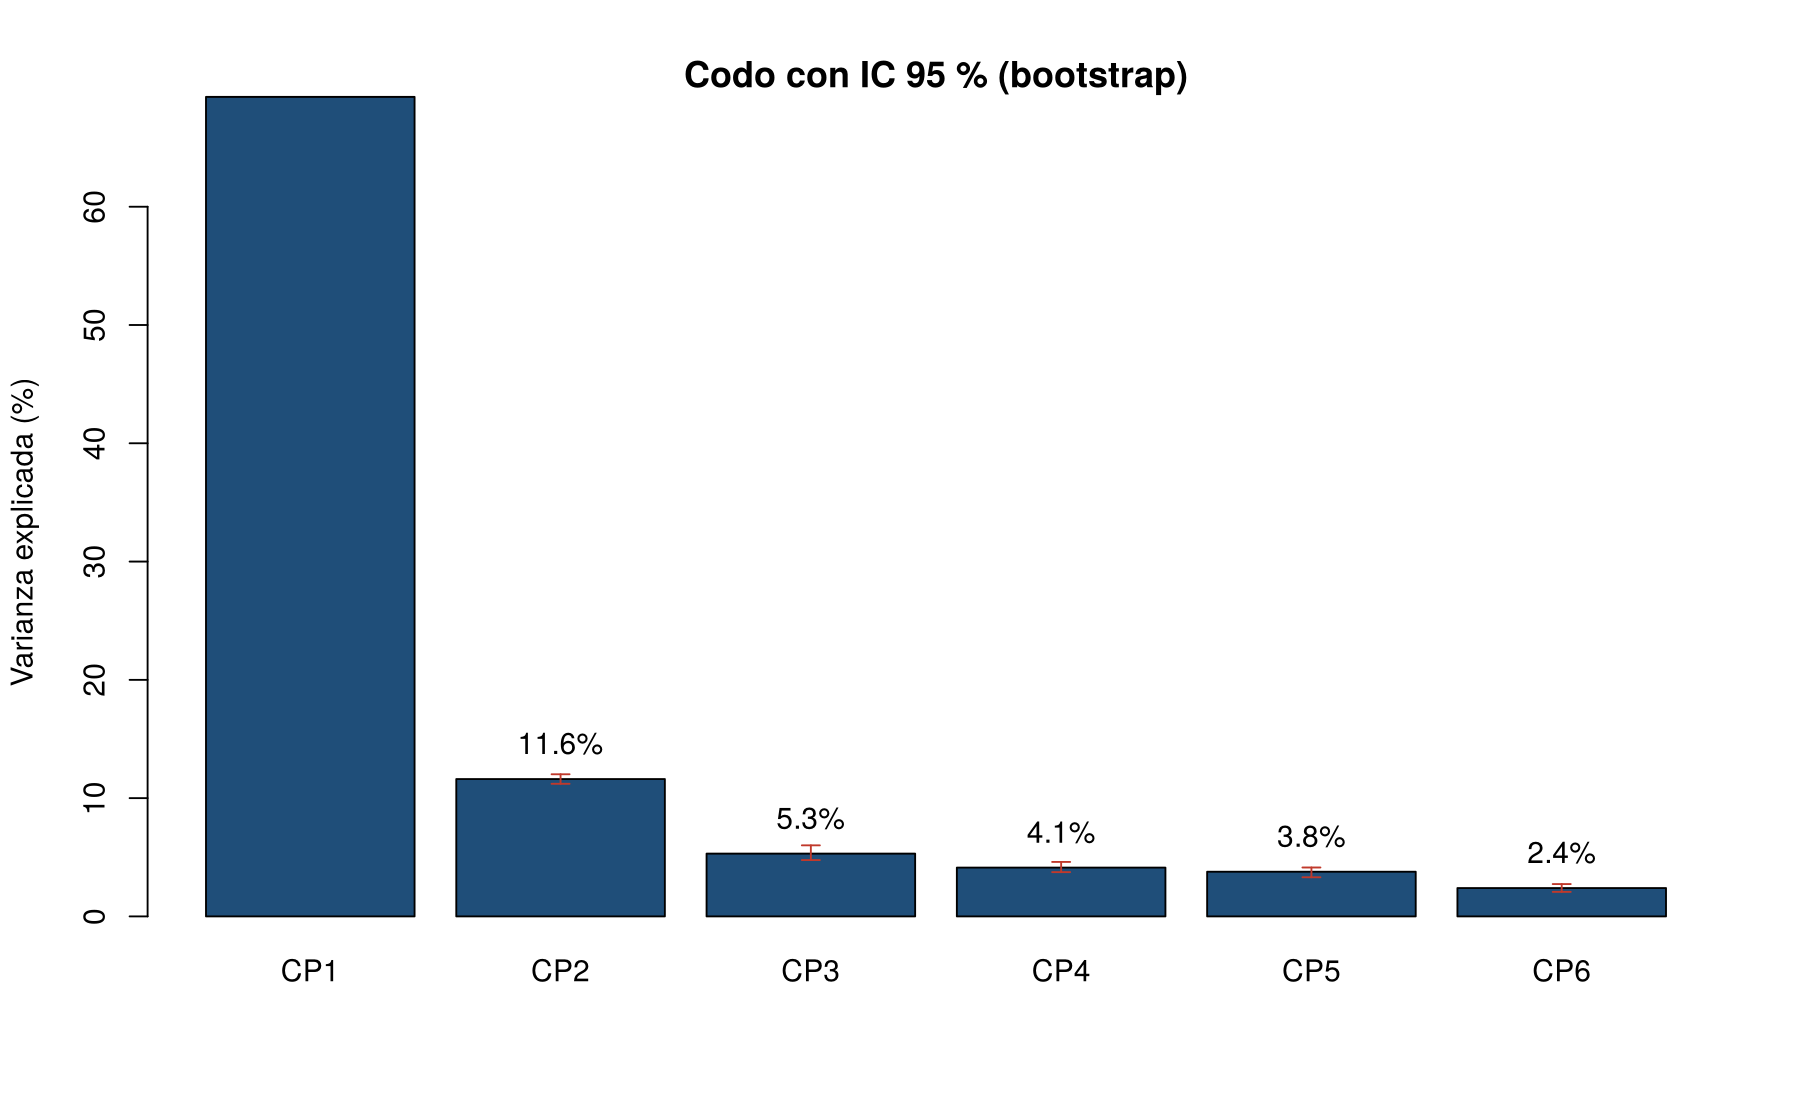 Codo con IC 95 % (bootstrap)
Varianza explicada (%)
60
50
40
30
20
10
0
11.6%
5.3%
4.1%
3.8%
2.4%
CP1
CP2
CP3
CP4
CP5
CP6